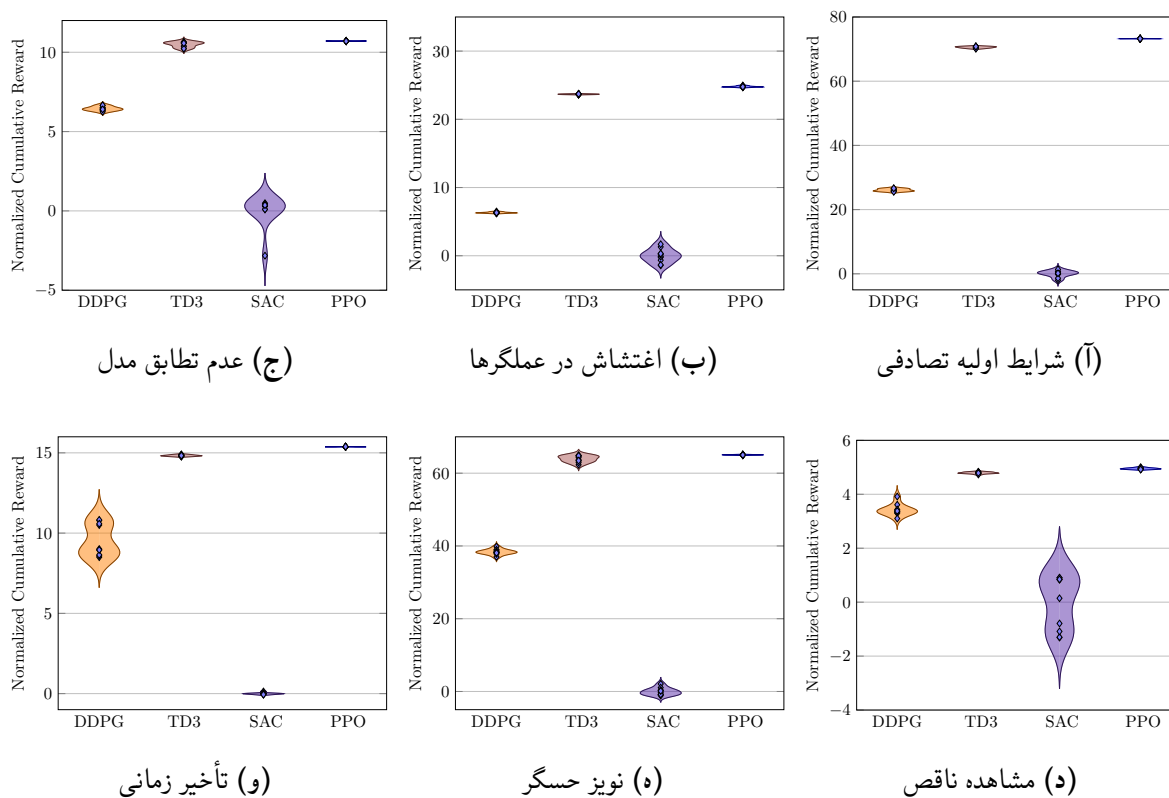 Normalized Cumulative Reward
80
60
40
20
0
DDPG TD3 SAC PPO
(آ) شرایط اولیه تصادفی
Normalized Cumulative Reward
30
20
10
0
DDPG TD3 SAC PPO
(ب) اغتشاش در عملگرها
Normalized Cumulative Reward
10
5
0
−5
DDPG TD3 SAC PPO
(ج) عدم تطابق مدل
Normalized Cumulative Reward
6
4
2
0
−2
−4
DDPG TD3 SAC PPO
(د) مشاهده ناقص
Normalized Cumulative Reward
60
40
20
0
DDPG TD3 SAC PPO
(ه) نویز حسگر
Normalized Cumulative Reward
15
10
5
0
DDPG TD3 SAC PPO
(و) تأخیر زمانی